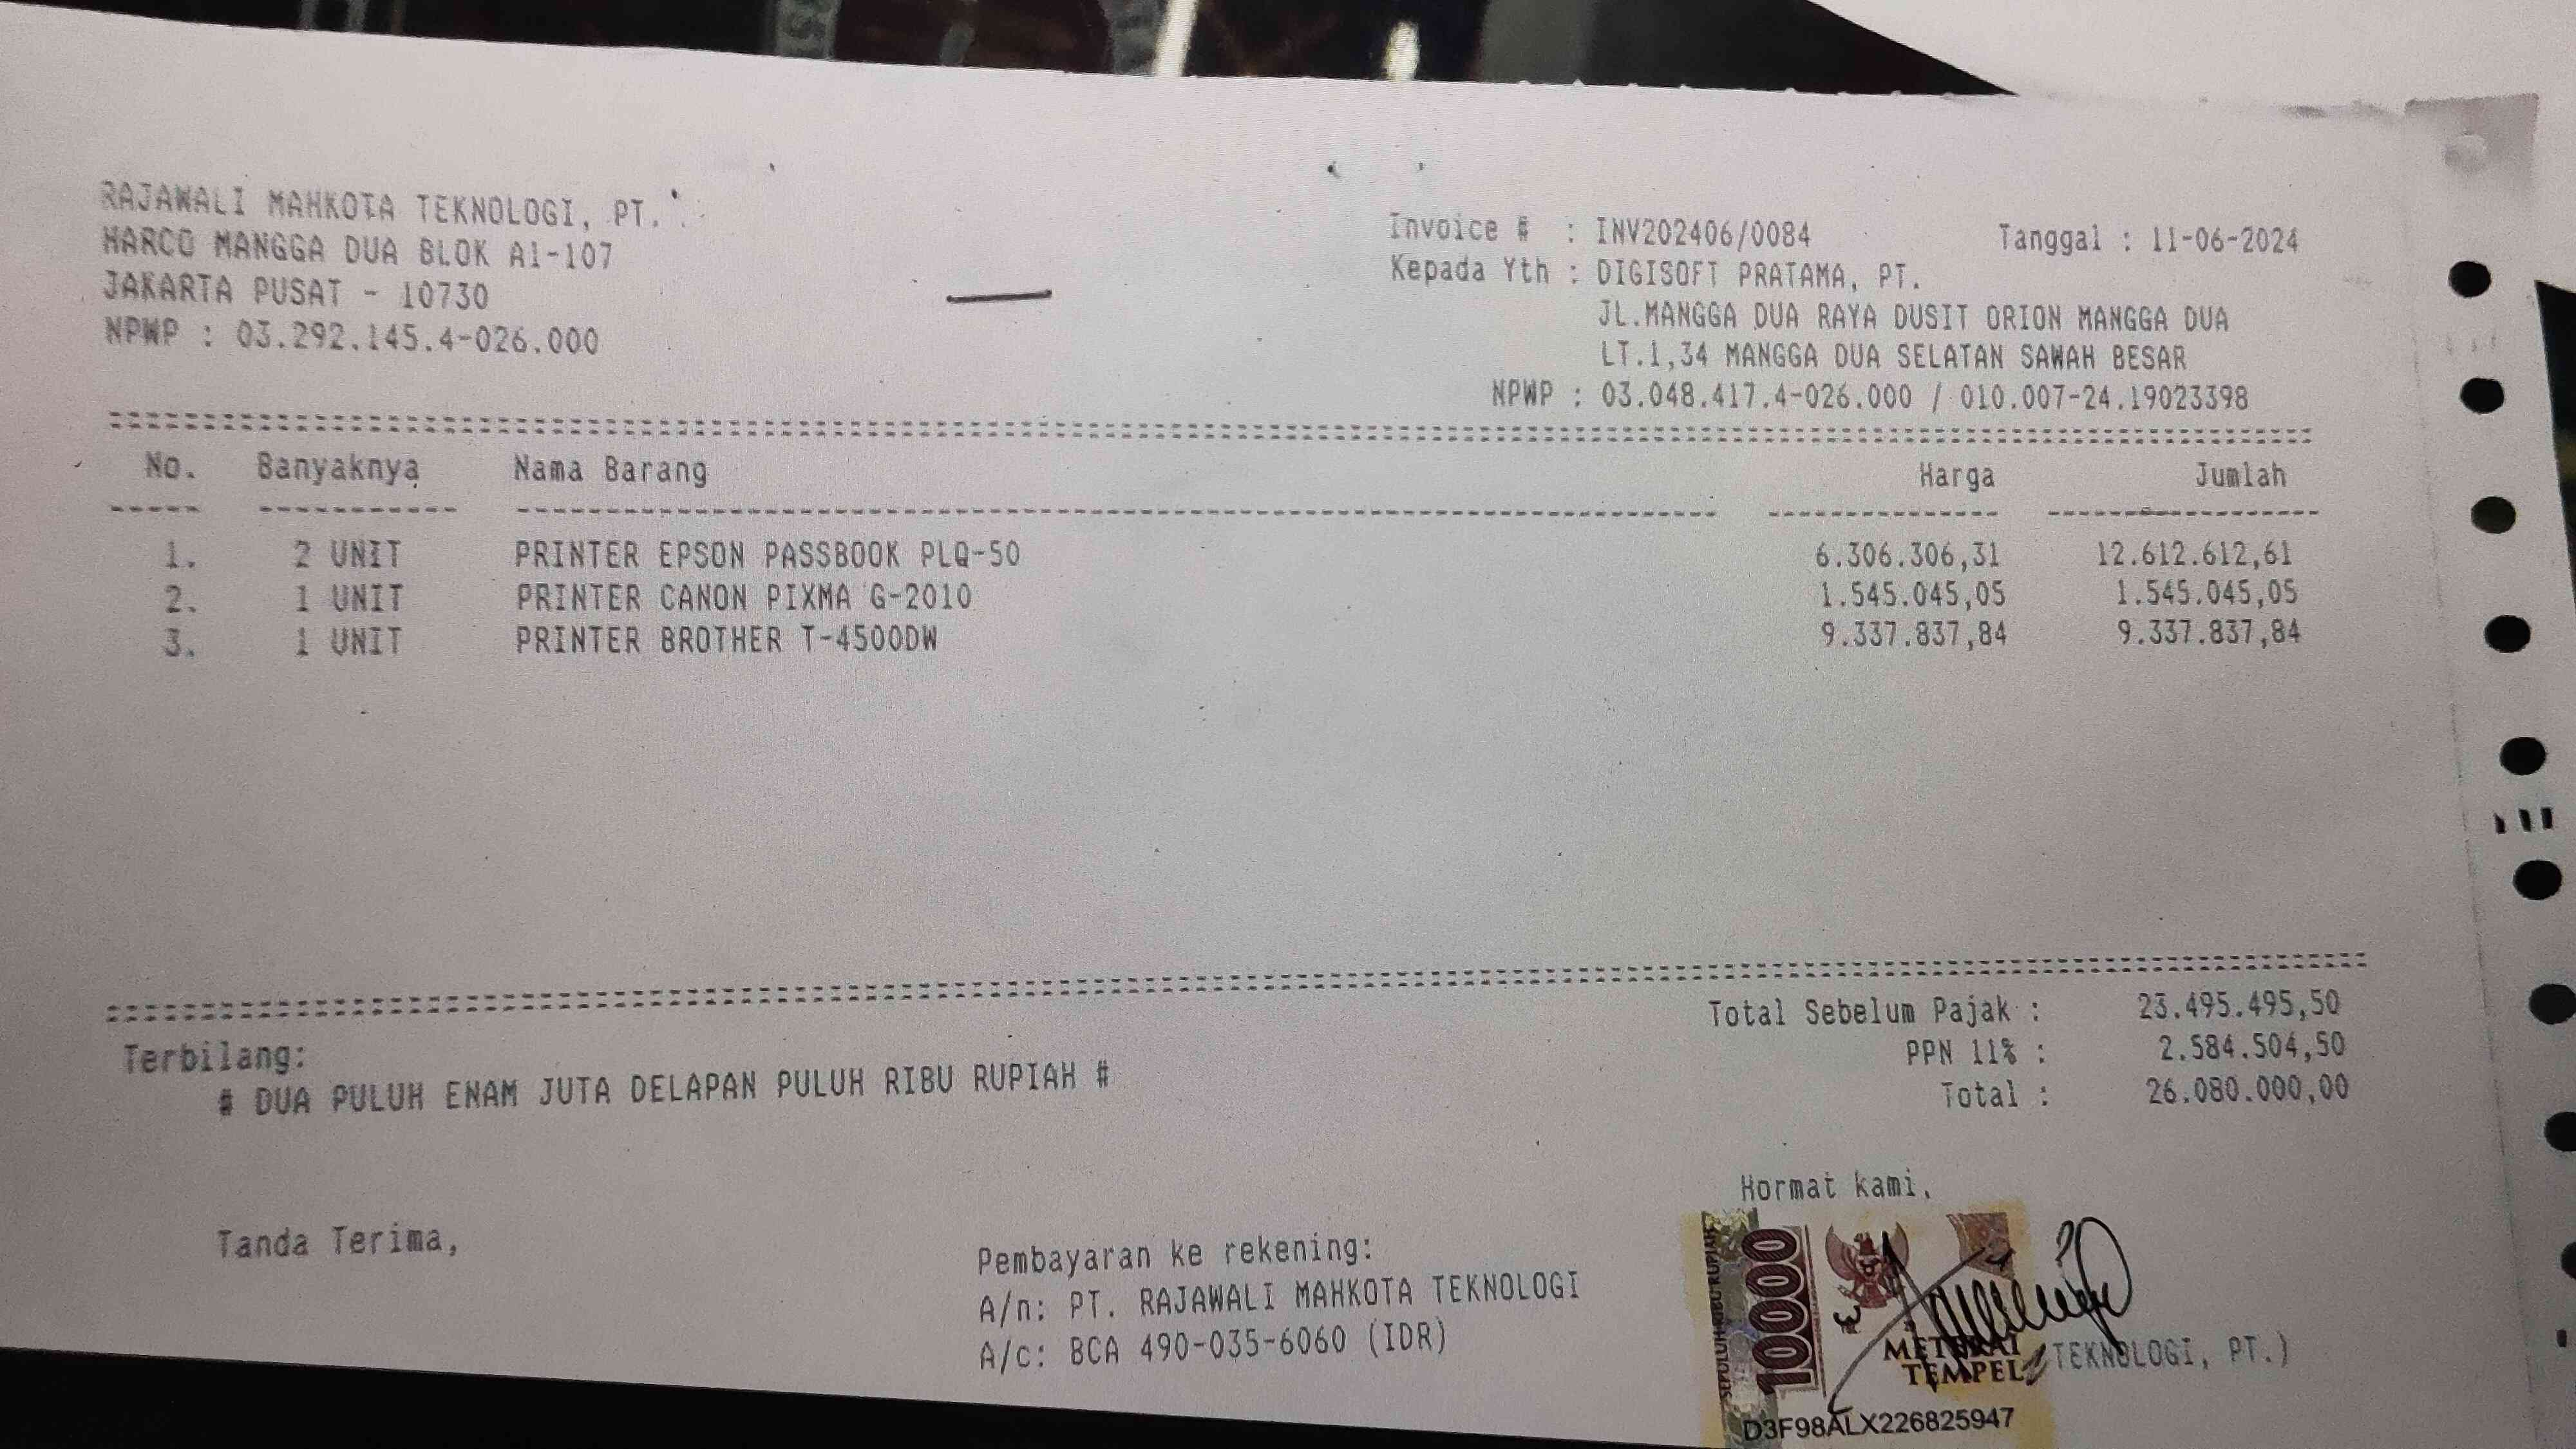 RAJAWALI MAHKOTA TEKNOLOGI, PT.
HARCO MANGGA DUA BLOK A1-107
JAKARTA PUSAT - 10730
NPWP : 03.292.145.4-026.000
Invoice # : INV202406/0084 Tanggal : 11-06-2024
Kepada Yth : DIGISOFT PRATAMA, PT.
JL.MANGGA DUA RAYA DUSIT ORION MANGGA DUA
LT.1,34 MANGGA DUA SELATAN SAWAH BESAR
NPWP : 03.048.417.4-026.000 / 010.007-24.19023398
No. Banyaknya Nama Barang Harga Jumlah
1. 2 UNIT PRINTER EPSON PASSBOOK PLQ-50 6.306.306,31 12.612.612,61
2. 1 UNIT PRINTER CANON PIXMA G-2010 1.545.045,05 1.545.045,05
3. 1 UNIT PRINTER BROTHER T-4500DW 9.337.837,84 9.337.837,84
Total Sebelum Pajak : 23.495.495,50
PPN 11% : 2.584.504,50
Total : 26.080.000,00
Terbilang:
# DUA PULUH ENAM JUTA DELAPAN PULUH RIBU RUPIAH #
Tanda Terima,
Pembayaran ke rekening:
A/n: PT. RAJAWALI MAHKOTA TEKNOLOGI
A/c: BCA 490-035-6060 (IDR)
Hormat kami,
SEPULUH RIBU RUPIAH
10000
METERAI
TEMPEL
TEKNOLOGI, PT.)
D3F98ALX226825947